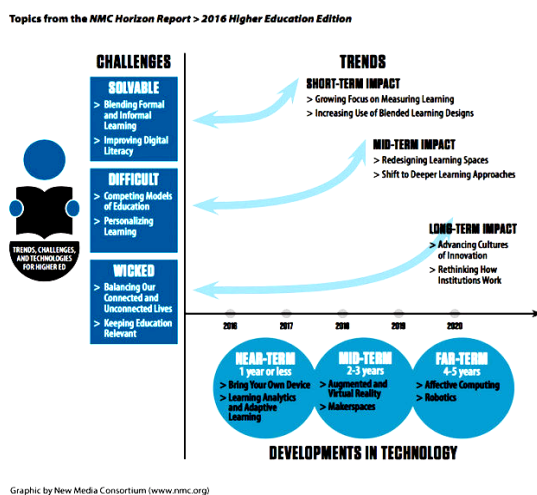 Topics from the NMC Horizon Report > 2016 Higher Education Edition
CHALLENGES
SOLVABLE
> Blending Formal
and Informal
Learning
> Improving Digital
Literacy
DIFFICULT
> Competing Models
of Education
> Personalizing
Learning
WICKED
> Balancing Our
Connected and
Unconnected Lives
> Keeping Education
Relevant
TRENDS, CHALLENGES,
AND TECHNOLOGIES
FOR HIGHER ED
TRENDS
SHORT-TERM IMPACT
> Growing Focus on Measuring Learning
> Increasing Use of Blended Learning Designs
MID-TERM IMPACT
> Redesigning Learning Spaces
> Shift to Deeper Learning Approaches
LONG-TERM IMPACT
> Advancing Cultures
of Innovation
> Rethinking How
Institutions Work
2016 2017 2018 2019 2020
NEAR-TERM
1 year or less
> Bring Your Own Device
> Learning Analytics
and Adaptive
Learning
MID-TERM
2-3 years
> Augmented and
Virtual Reality
> Makerspaces
FAR-TERM
4-5 years
> Affective Computing
> Robotics
DEVELOPMENTS IN TECHNOLOGY
Graphic by New Media Consortium (www.nmc.org)